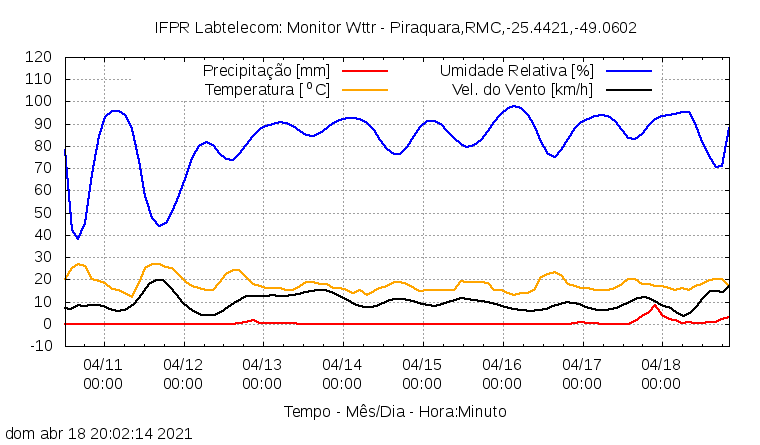 IFPR Labtelecom: Monitor Wttr - Piraquara,RMC,-25.4421,-49.0602
120
110
100
90
80
70
60
50
40
30
20
10
0
-10
Precipitação [mm]
Temperatura [⁰C]
Umidade Relativa [%]
Vel. do Vento [km/h]
04/11 04/12 04/13 04/14 04/15 04/16 04/17 04/18
00:00 00:00 00:00 00:00 00:00 00:00 00:00 00:00
Tempo - Mês/Dia - Hora:Minuto
dom abr 18 20:02:14 2021